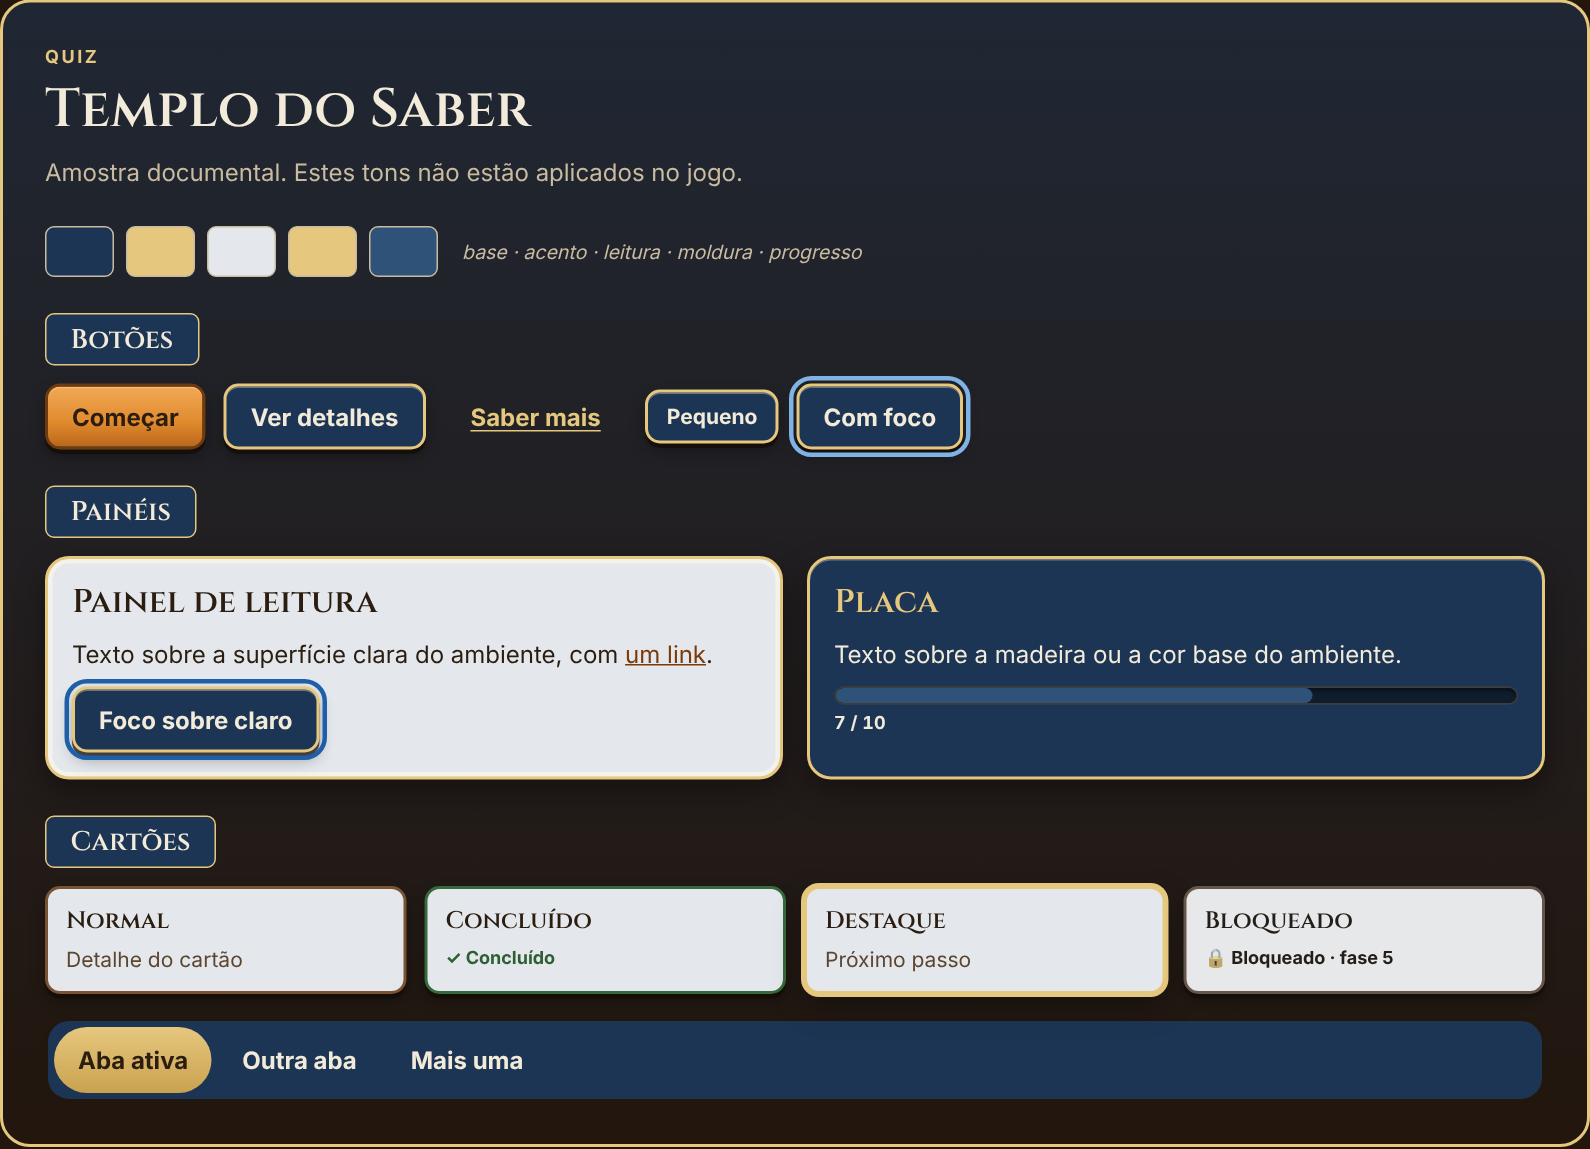 QUIZ
Templo do Saber
Amostra documental. Estes tons não estão aplicados no jogo.
base · acento · leitura · moldura · progresso
Botões
Começar
Ver detalhes
Saber mais
Pequeno
Com foco
Painéis
Painel de leitura
Texto sobre a superfície clara do ambiente, com um link.
Foco sobre claro
Placa
Texto sobre a madeira ou a cor base do ambiente.
7 / 10
Cartões
Normal
Detalhe do cartão
Concluído
✓ Concluído
Destaque
Próximo passo
Bloqueado
🔒 Bloqueado · fase 5
Aba ativa
Outra aba
Mais uma